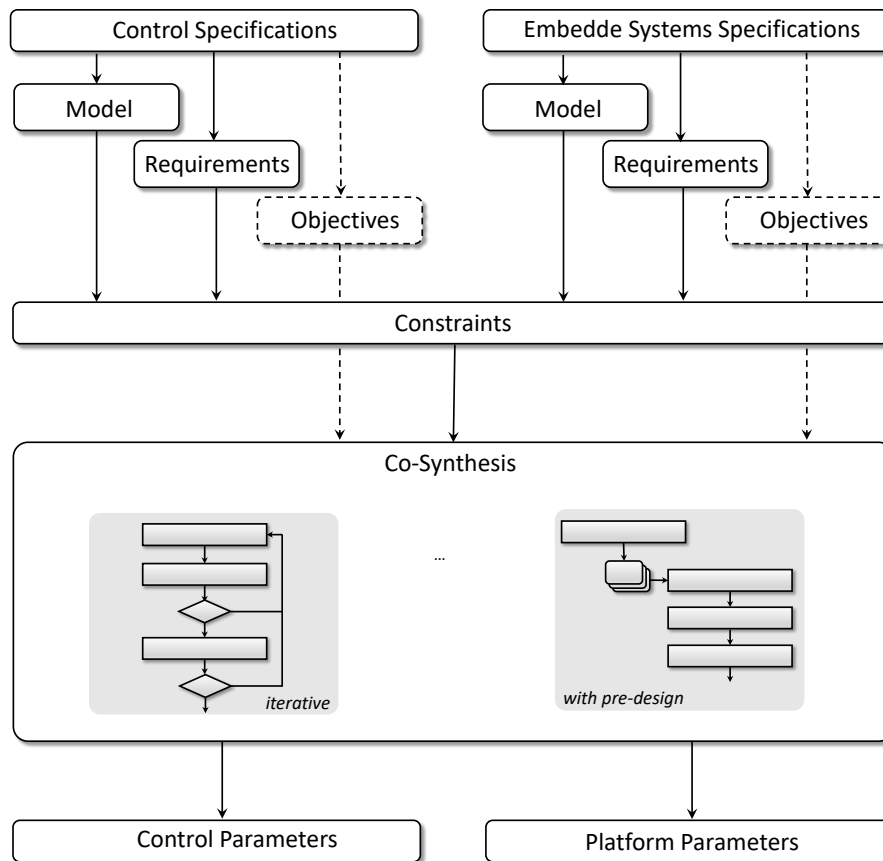 Control Specifications
Embedde Systems Specifications
Model
Model
Requirements
Requirements
Objectives
Objectives
Constraints
Co-Synthesis
...
iterative
with pre-design
Control Parameters
Platform Parameters